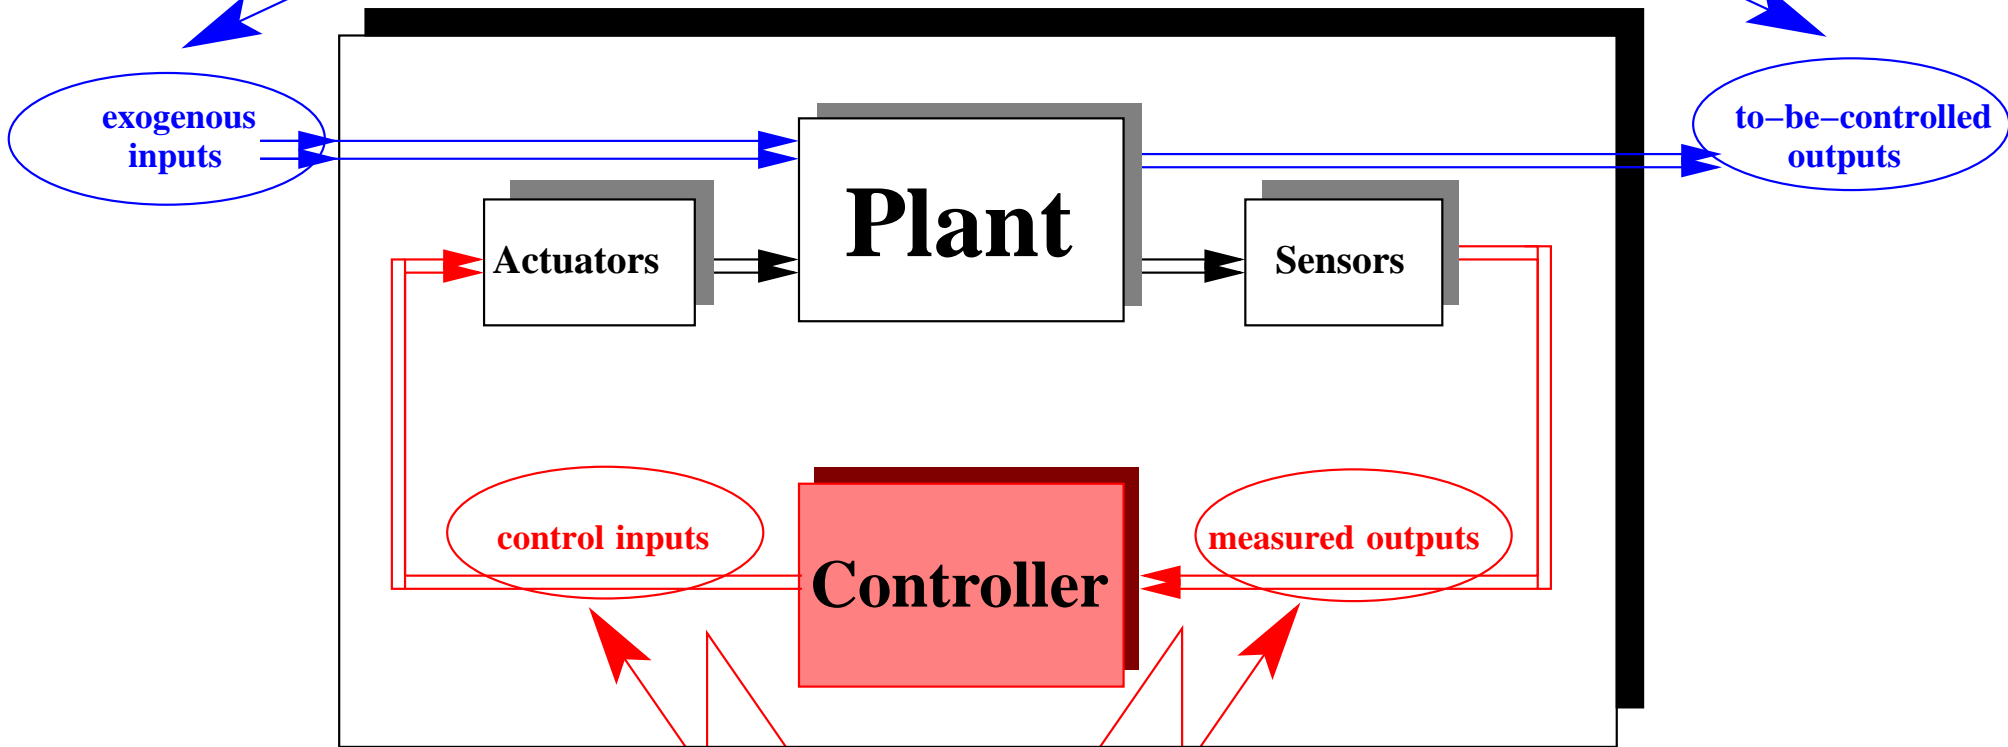 exogenous
inputs
to−be−controlled
outputs
Plant
Actuators
Sensors
control inputs
measured outputs
Controller